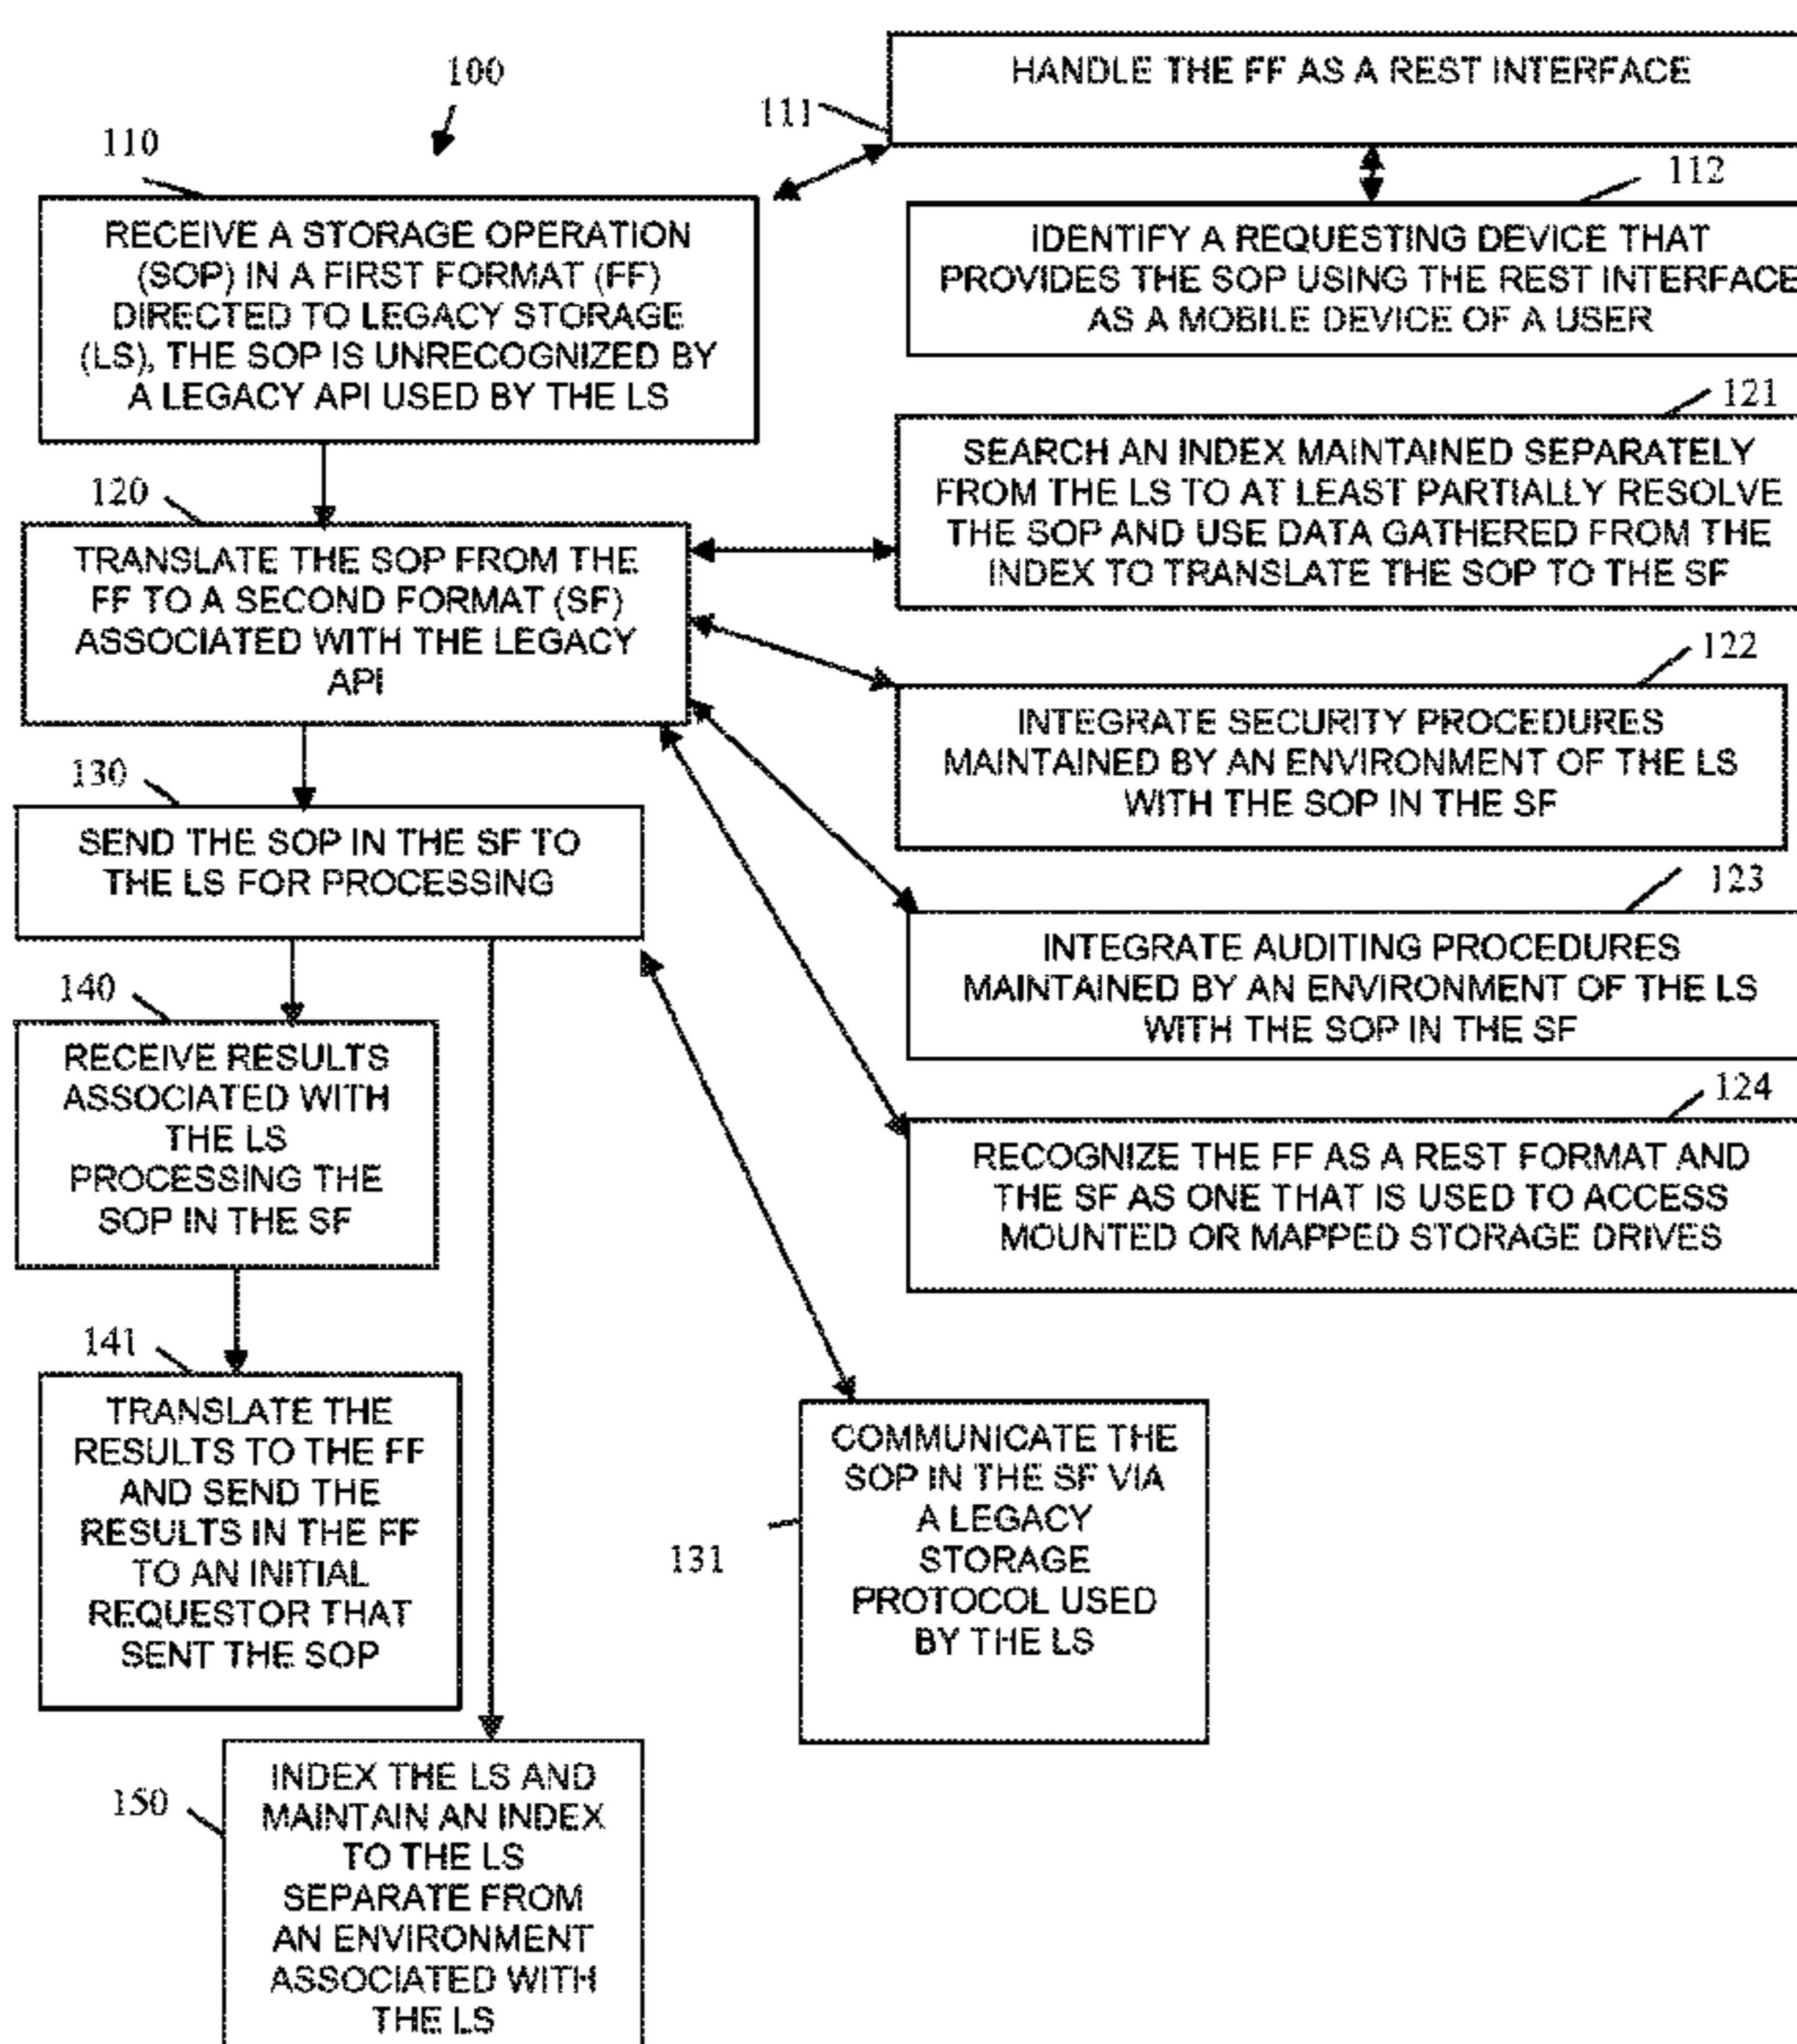 100
111
HANDLE THE FF AS A REST INTERFACE
110
RECEIVE A STORAGE OPERATION
(SOP) IN A FIRST FORMAT (FF)
DIRECTED TO LEGACY STORAGE
(LS), THE SOP IS UNRECOGNIZED BY
A LEGACY API USED BY THE LS
112
IDENTIFY A REQUESTING DEVICE THAT
PROVIDES THE SOP USING THE REST INTERFACE
AS A MOBILE DEVICE OF A USER
120
TRANSLATE THE SOP FROM THE
FF TO A SECOND FORMAT (SF)
ASSOCIATED WITH THE LEGACY
API
121
SEARCH AN INDEX MAINTAINED SEPARATELY
FROM THE LS TO AT LEAST PARTIALLY RESOLVE
THE SOP AND USE DATA GATHERED FROM THE
INDEX TO TRANSLATE THE SOP TO THE SF
122
INTEGRATE SECURITY PROCEDURES
MAINTAINED BY AN ENVIRONMENT OF THE LS
WITH THE SOP IN THE SF
130
SEND THE SOP IN THE SF TO
THE LS FOR PROCESSING
123
INTEGRATE AUDITING PROCEDURES
MAINTAINED BY AN ENVIRONMENT OF THE LS
WITH THE SOP IN THE SF
140
RECEIVE RESULTS
ASSOCIATED WITH
THE LS
PROCESSING THE
SOP IN THE SF
124
RECOGNIZE THE FF AS A REST FORMAT AND
THE SF AS ONE THAT IS USED TO ACCESS
MOUNTED OR MAPPED STORAGE DRIVES
141
TRANSLATE THE
RESULTS TO THE FF
AND SEND THE
RESULTS IN THE FF
TO AN INITIAL
REQUESTOR THAT
SENT THE SOP
131
COMMUNICATE THE
SOP IN THE SF VIA
A LEGACY
STORAGE
PROTOCOL USED
BY THE LS
150
INDEX THE LS AND
MAINTAIN AN INDEX
TO THE LS
SEPARATE FROM
AN ENVIRONMENT
ASSOCIATED WITH
THE LS